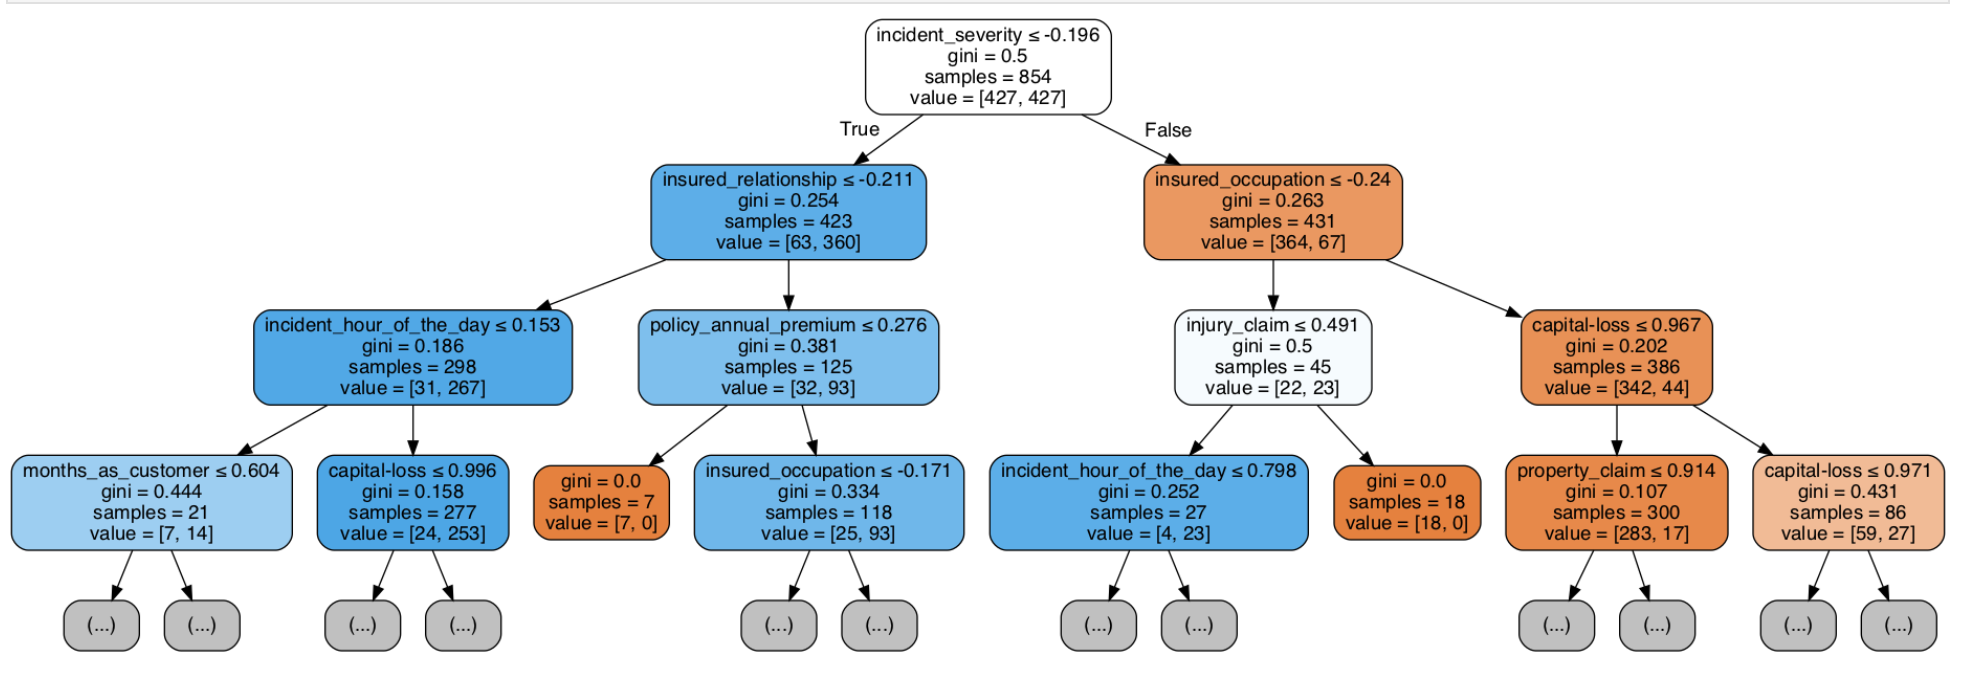 incident_severity ≤ -0.196
gini = 0.5
samples = 854
value = [427, 427]
True
False
insured_relationship ≤ -0.211
gini = 0.254
samples = 423
value = [63, 360]
insured_occupation ≤ -0.24
gini = 0.263
samples = 431
value = [364, 67]
incident_hour_of_the_day ≤ 0.153
gini = 0.186
samples = 298
value = [31, 267]
policy_annual_premium ≤ 0.276
gini = 0.381
samples = 125
value = [32, 93]
injury_claim ≤ 0.491
gini = 0.5
samples = 45
value = [22, 23]
capital-loss ≤ 0.967
gini = 0.202
samples = 386
value = [342, 44]
months_as_customer ≤ 0.604
gini = 0.444
samples = 21
value = [7, 14]
capital-loss ≤ 0.996
gini = 0.158
samples = 277
value = [24, 253]
gini = 0.0
samples = 7
value = [7, 0]
insured_occupation ≤ -0.171
gini = 0.334
samples = 118
value = [25, 93]
incident_hour_of_the_day ≤ 0.798
gini = 0.252
samples = 27
value = [4, 23]
gini = 0.0
samples = 18
value = [18, 0]
property_claim ≤ 0.914
gini = 0.107
samples = 300
value = [283, 17]
capital-loss ≤ 0.971
gini = 0.431
samples = 86
value = [59, 27]
(...)
(...)
(...)
(...)
(...)
(...)
(...)
(...)
(...)
(...)
(...)
(...)